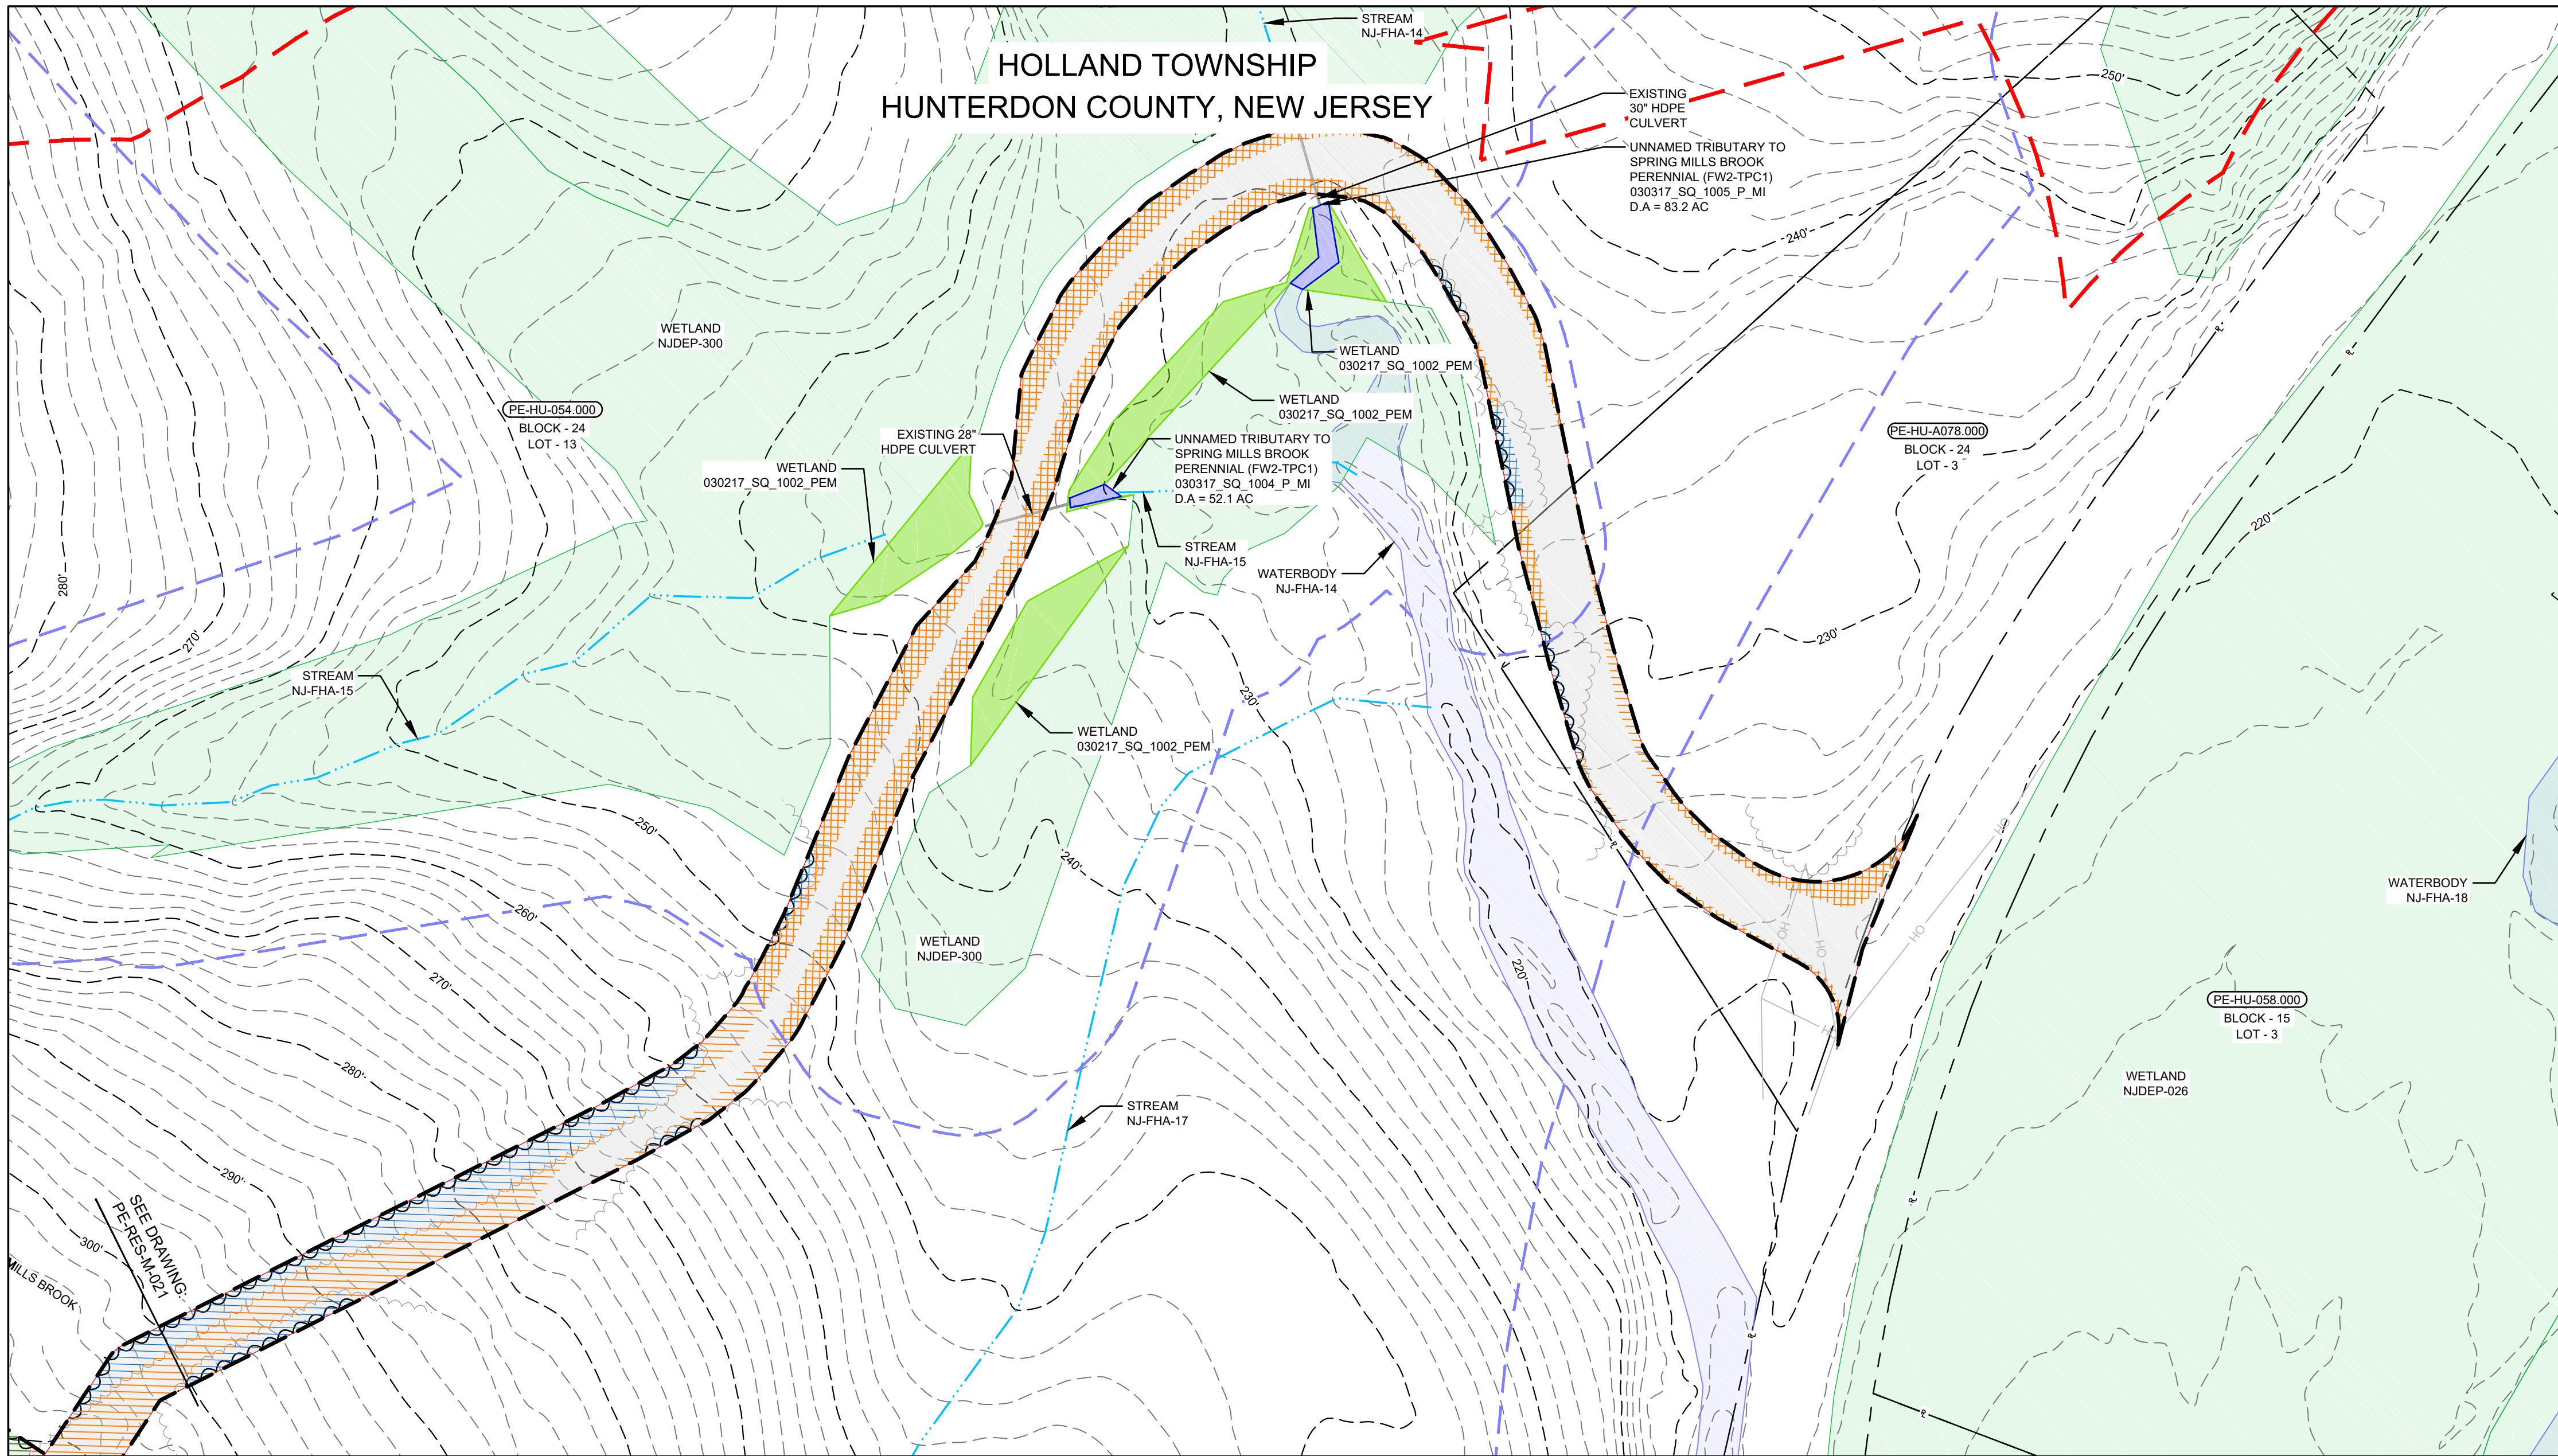 STREAM
NJ-FHA-14
HOLLAND TOWNSHIP
HUNTERDON COUNTY, NEW JERSEY
250'
EXISTING
30" HDPE
CULVERT
UNNAMED TRIBUTARY TO
SPRING MILLS BROOK
PERENNIAL (FW2-TPC1)
030317_SQ_1005_P_MI
D.A = 83.2 AC
240'
WETLAND
NJDEP-300
WETLAND
030217_SQ_1002_PEM
WETLAND
030217_SQ_1002_PEM
PE-HU-054.000
BLOCK - 24
LOT - 13
PE-HU-A078.000
BLOCK - 24
LOT - 3
EXISTING 28"
HDPE CULVERT
UNNAMED TRIBUTARY TO
SPRING MILLS BROOK
PERENNIAL (FW2-TPC1)
030317_SQ_1004_P_MI
D.A = 52.1 AC
WETLAND
030217_SQ_1002_PEM
220'
STREAM
NJ-FHA-15
WATERBODY
NJ-FHA-14
280'
270'
230'
STREAM
NJ-FHA-15
230'
WETLAND
030217_SQ_1002_PEM
250'
240'
HO
WATERBODY
NJ-FHA-18
260'
HO
HO
HO
WETLAND
NJDEP-300
220'
270'
PE-HU-058.000
BLOCK - 15
LOT - 3
280'
WETLAND
NJDEP-026
STREAM
NJ-FHA-17
290'
SEE DRAWING:
PE-RES-M-021
300'
MILLS BROOK